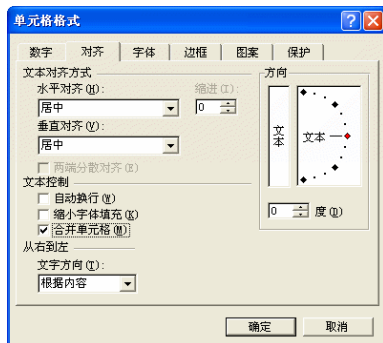 单元格格式
数字 对齐 字体 边框 图案 保护
文本对齐方式
水平对齐(H):
居中
缩进(I):
0
垂直对齐(V):
居中
两端分散对齐(E)
文本控制
自动换行(W)
缩小字体填充(K)
合并单元格(M)
从右到左
文字方向(T):
根据内容
方向
文本
文本
0 度(D)
确定 取消